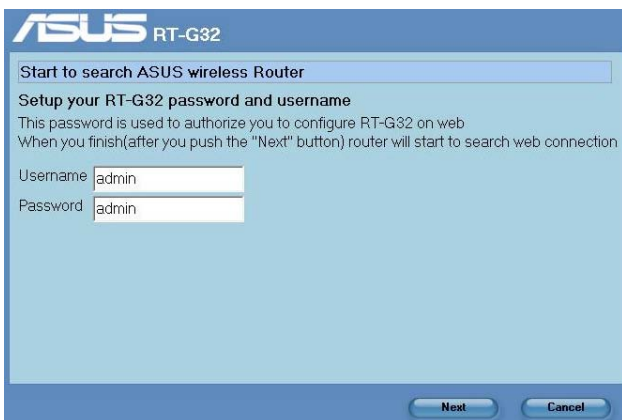 ASUS RT-G32
Start to search ASUS wireless Router
Setup your RT-G32 password and username
This password is used to authorize you to configure RT-G32 on web
When you finish(after you push the "Next" button) router will start to search web connection
Username admin
Password admin
Next Cancel